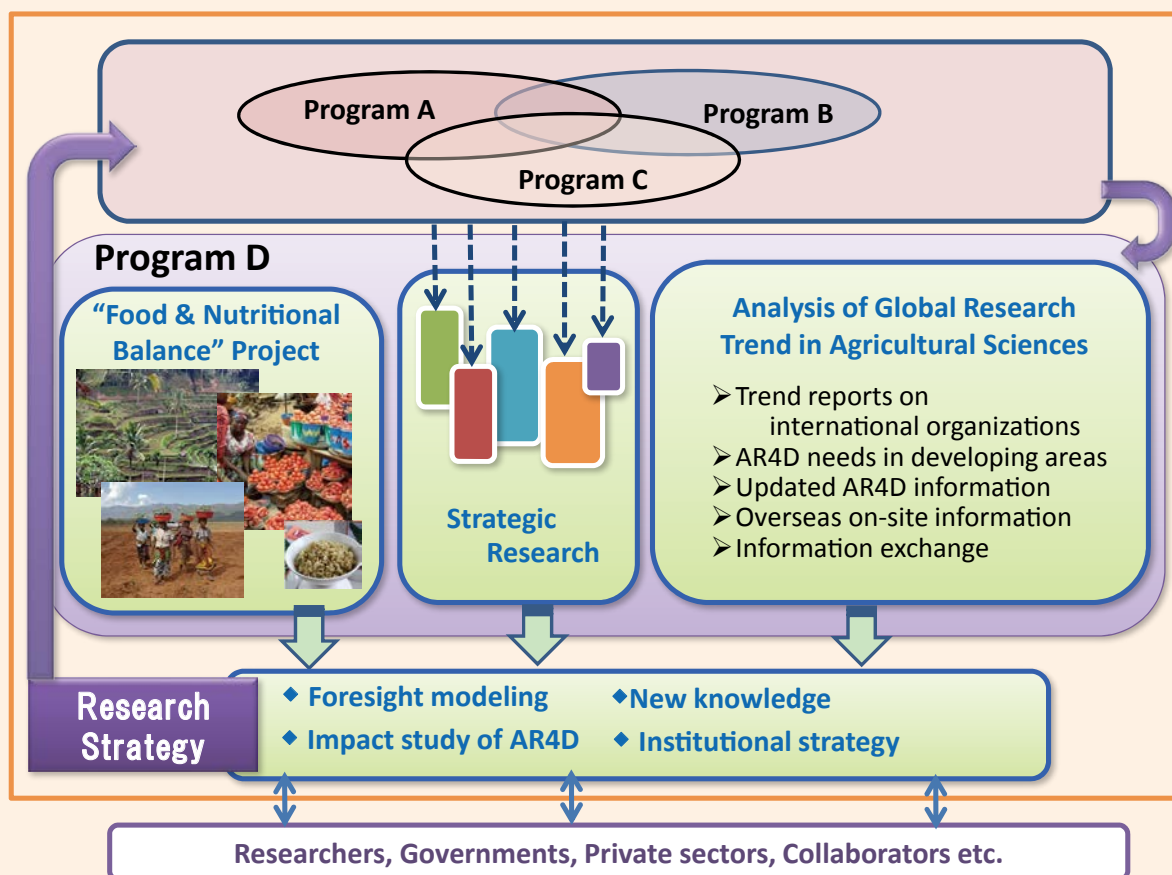 Program A
Program B
Program C
Program D
“Food & Nutritional
Balance” Project
Strategic
Research
Analysis of Global Research
Trend in Agricultural Sciences
➢Trend reports on
international organizations
➢AR4D needs in developing areas
➢Updated AR4D information
➢Overseas on-site information
➢Information exchange
Research
Strategy
◆ Foresight modeling
◆ Impact study of AR4D
◆New knowledge
◆ Institutional strategy
Researchers, Governments, Private sectors, Collaborators etc.